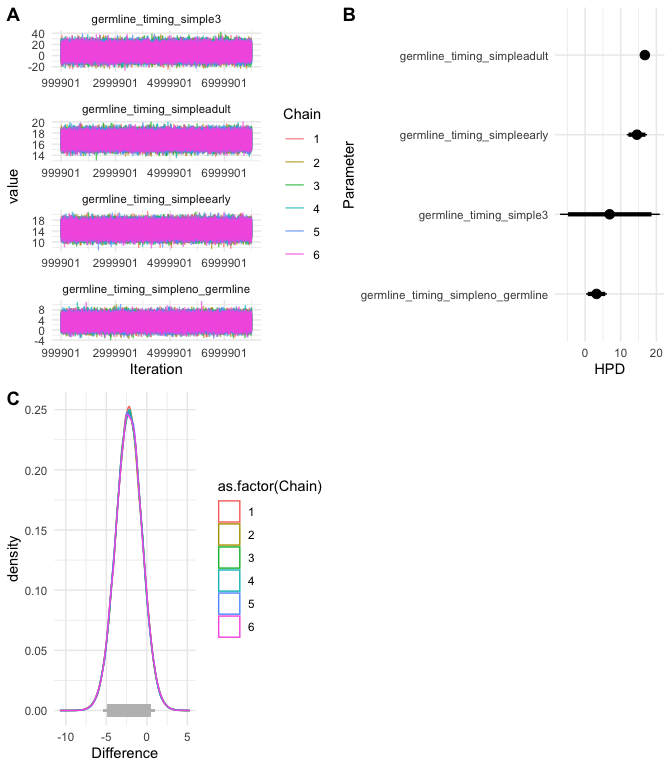 A
germline_timing_simple3
40
20
0
-20
999901 2999901 4999901 6999901
germline_timing_simpleadult
20
18
16
14
999901 2999901 4999901 6999901
germline_timing_simpleearly
18
14
10
999901 2999901 4999901 6999901
germline_timing_simpleno_germline
8
4
0
-4
999901 2999901 4999901 6999901
value
Iteration
Chain
1
2
3
4
5
6
B
germline_timing_simpleadult
germline_timing_simpleearly
germline_timing_simple3
germline_timing_simpleno_germline
Parameter
0 10 20
HPD
C
0.25
0.20
0.15
0.10
0.05
0.00
density
-10 -5 0 5
Difference
as.factor(Chain)
1
2
3
4
5
6